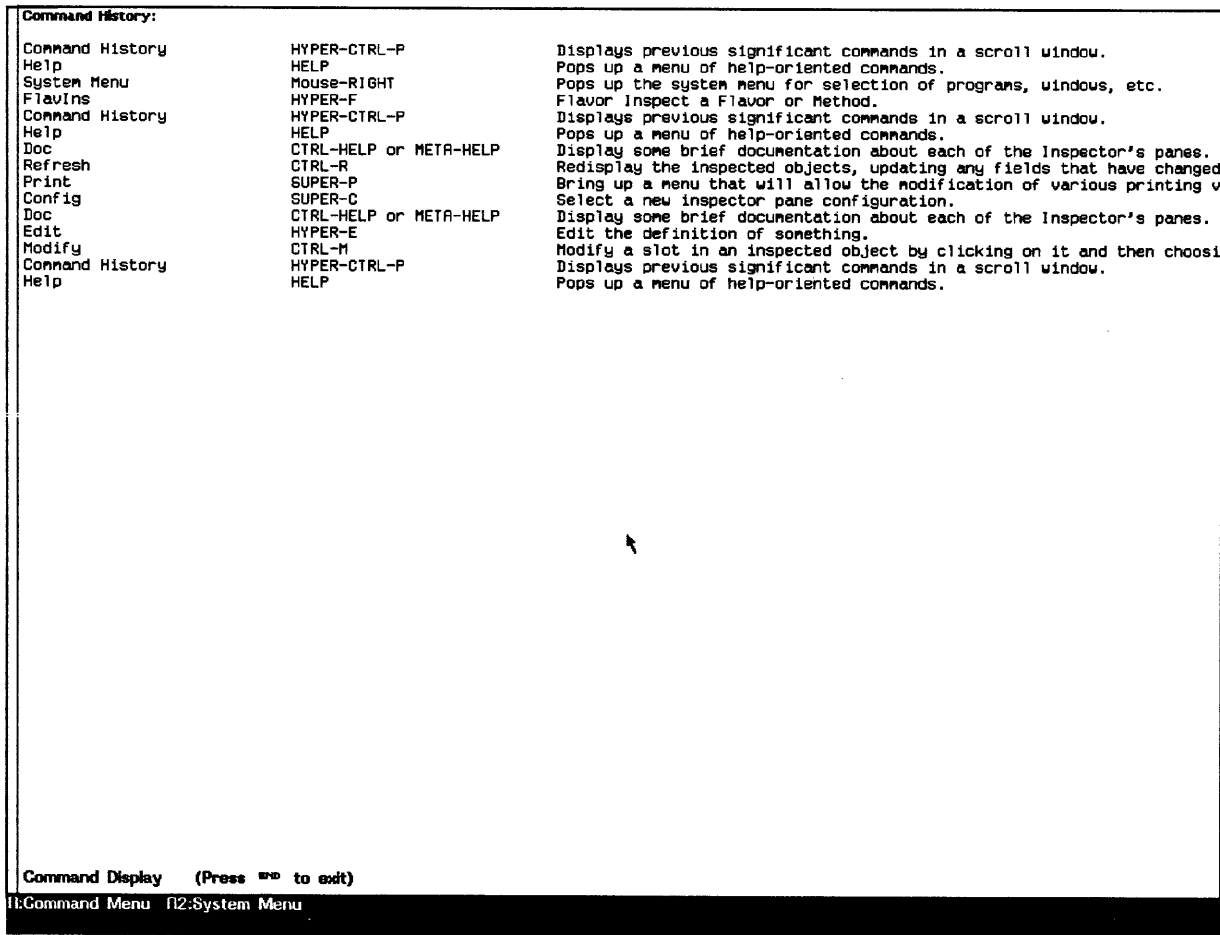 Command History:
Command History HYPER-CTRL-P Displays previous significant commands in a scroll window.
Help HELP Pops up a menu of help-oriented commands.
System Menu Mouse-RIGHT Pops up the system menu for selection of programs, windows, etc.
FlavIns HYPER-F Flavor Inspect a Flavor or Method.
Command History HYPER-CTRL-P Displays previous significant commands in a scroll window.
Help HELP Pops up a menu of help-oriented commands.
Doc CTRL-HELP or META-HELP Display some brief documentation about each of the Inspector's panes.
Refresh CTRL-R Redisplay the inspected objects, updating any fields that have changed
Print SUPER-P Bring up a menu that will allow the modification of various printing v
Config SUPER-C Select a new inspector pane configuration.
Doc CTRL-HELP or META-HELP Display some brief documentation about each of the Inspector's panes.
Edit HYPER-E Edit the definition of something.
Modify CTRL-M Modify a slot in an inspected object by clicking on it and then choosi
Command History HYPER-CTRL-P Displays previous significant commands in a scroll window.
Help HELP Pops up a menu of help-oriented commands.
Command Display (Press END to exit)
:Command Menu R2:System Menu